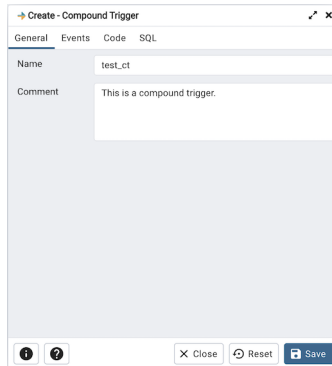 Create - Compound Trigger
General Events Code SQL
Name test_ct
Comment This is a compound trigger.
Close Reset Save